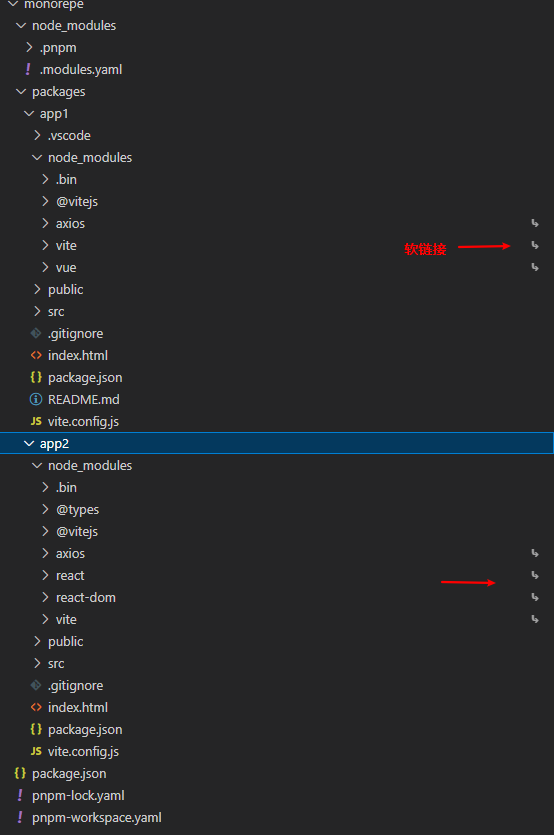 monorepe
node_modules
.pnpm
! .modules.yaml
packages
app1
.vscode
node_modules
.bin
@vitejs
axios
vite 软链接
vue
public
src
.gitignore
<> index.html
{} package.json
README.md
JS vite.config.js
app2
node_modules
.bin
@types
@vitejs
axios
react
react-dom
vite
public
src
.gitignore
<> index.html
{} package.json
JS vite.config.js
{} package.json
! pnpm-lock.yaml
! pnpm-workspace.yaml